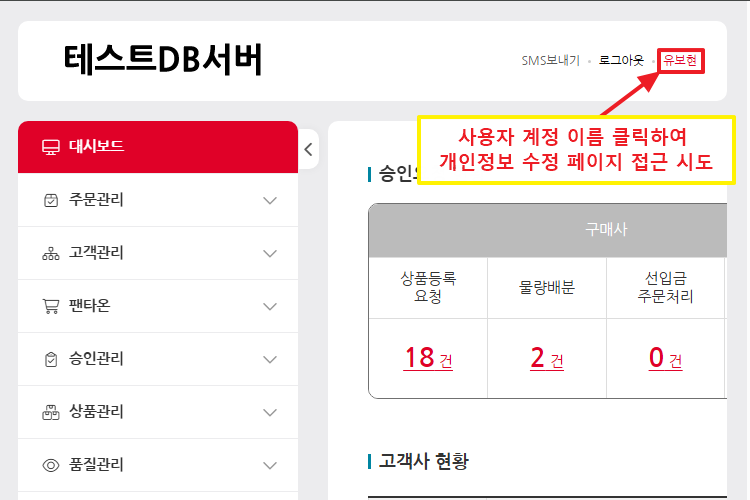 테스트DB서버
SMS보내기 • 로그아웃 • 유보현
사용자 계정 이름 클릭하여
개인정보 수정 페이지 접근 시도
대시보드
주문관리
고객관리
팬타온
승인관리
상품관리
품질관리
승인
구매사
상품등록
요청
물량배분
선입금
주문처리
18 건
2 건
0 건
고객사 현황